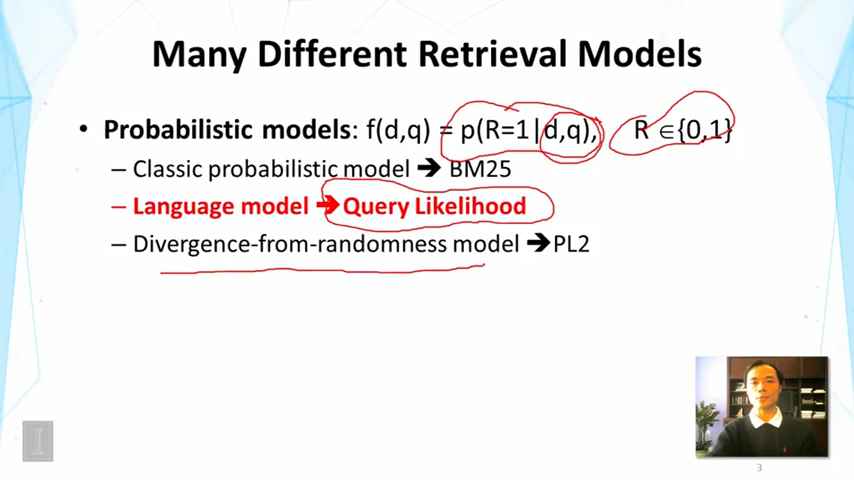 Many Different Retrieval Models
• Probabilistic models: f(d,q) = p(R=1|d,q), R ∈{0,1}
– Classic probabilistic model ➔ BM25
– Language model ➔ Query Likelihood
– Divergence-from-randomness model ➔PL2
3